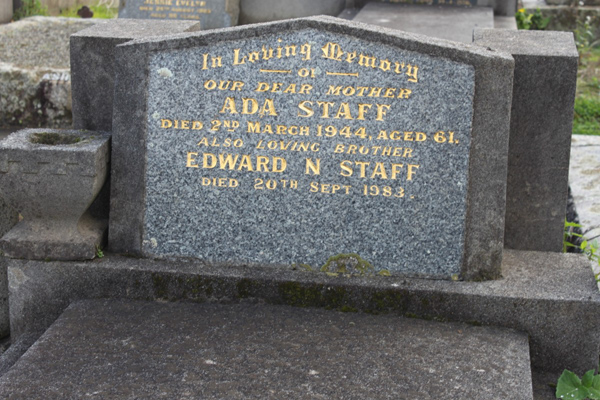 In Loving Memory
OF
OUR DEAR MOTHER
ADA STAFF
DIED 2ND MARCH 1944, AGED 61.
ALSO LOVING BROTHER
EDWARD N STAFF
DIED 20TH SEPT 1983.